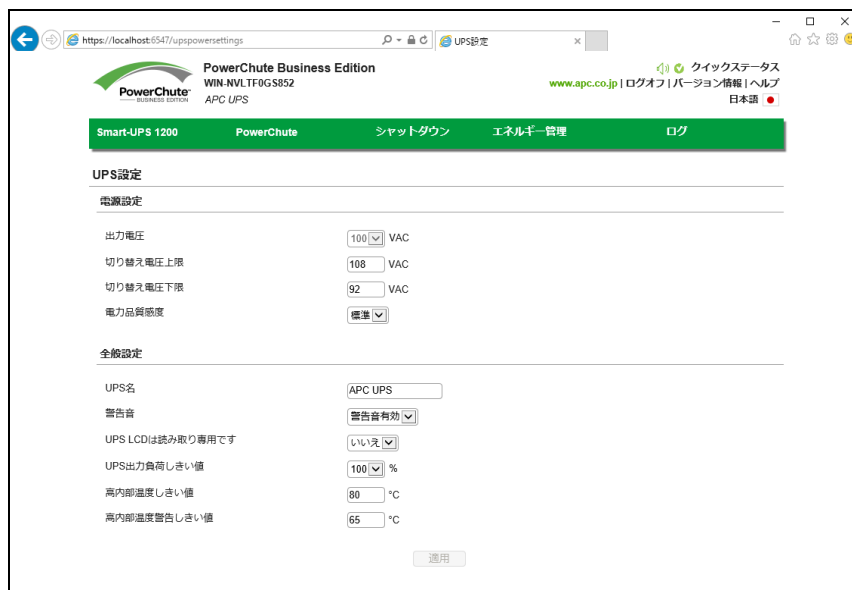 https://localhost:6547/upspowersettings
UPS設定
PowerChute Business Edition
クイックステータス
WIN-NVLTF0GS852
www.apc.co.jp | ログオフ | バージョン情報 | ヘルプ
PowerChute
BUSINESS EDITION
APC UPS
日本語
Smart-UPS 1200 PowerChute シャットダウン エネルギー管理 ログ
UPS設定
電源設定
出力電圧 100 VAC
切り替え電圧上限 108 VAC
切り替え電圧下限 92 VAC
電力品質感度 標準
全般設定
UPS名 APC UPS
警告音 警告音有効
UPS LCDは読み取り専用です いいえ
UPS出力負荷しきい値 100 %
高内部温度しきい値 80 °C
高内部温度警告しきい値 65 °C
適用